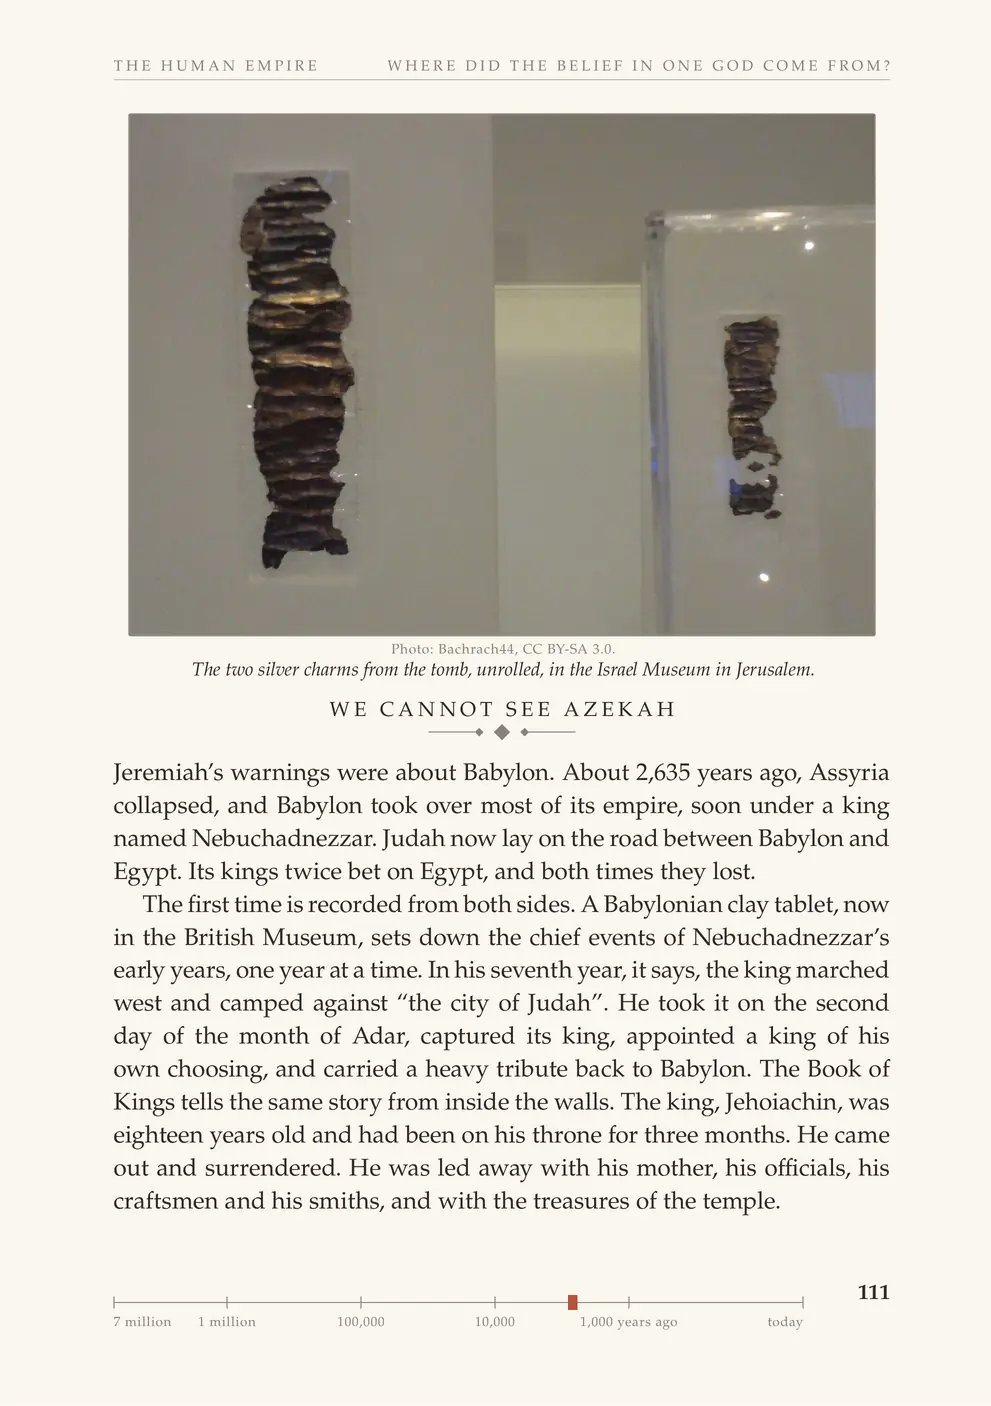 THE HUMAN EMPIRE
WHERE DID THE BELIEF IN ONE GOD COME FROM?
Photo: Bachrach44, CC BY-SA 3.0.
The two silver charms from the tomb, unrolled, in the Israel Museum in Jerusalem.
WE CANNOT SEE AZEKAH
Jeremiah’s warnings were about Babylon. About 2,635 years ago, Assyria
collapsed, and Babylon took over most of its empire, soon under a king
named Nebuchadnezzar. Judah now lay on the road between Babylon and
Egypt. Its kings twice bet on Egypt, and both times they lost.
The first time is recorded from both sides. A Babylonian clay tablet, now
in the British Museum, sets down the chief events of Nebuchadnezzar’s
early years, one year at a time. In his seventh year, it says, the king marched
west and camped against “the city of Judah”. He took it on the second
day of the month of Adar, captured its king, appointed a king of his
own choosing, and carried a heavy tribute back to Babylon. The Book of
Kings tells the same story from inside the walls. The king, Jehoiachin, was
eighteen years old and had been on his throne for three months. He came
out and surrendered. He was led away with his mother, his officials, his
craftsmen and his smiths, and with the treasures of the temple.
111
7 million
1 million
100,000
10,000
1,000 years ago
today